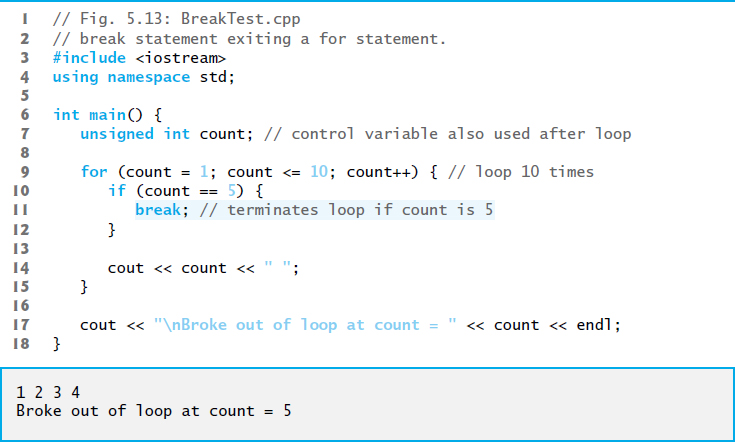 1 // Fig. 5.13: BreakTest.cpp
2 // break statement exiting a for statement.
3 #include <iostream>
4 using namespace std;
5
6 int main() {
7 unsigned int count; // control variable also used after loop
8
9 for (count = 1; count <= 10; count++) { // loop 10 times
10 if (count == 5) {
11 break; // terminates loop if count is 5
12 }
13
14 cout << count << " ";
15 }
16
17 cout << "\nBroke out of loop at count = " << count << endl;
18 }
1 2 3 4
Broke out of loop at count = 5